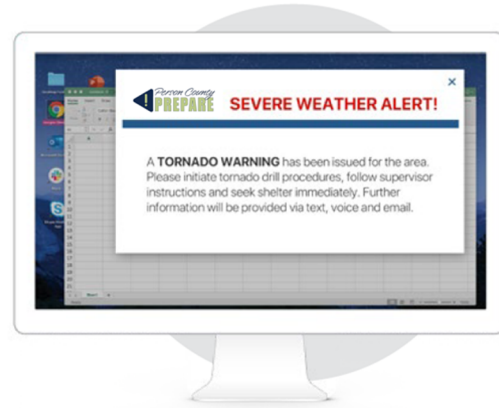 Person County
PREPARE
SEVERE WEATHER ALERT!
A TORNADO WARNING has been issued for the area.
Please initiate tornado drill procedures, follow supervisor
instructions and seek shelter immediately. Further
information will be provided via text, voice and email.